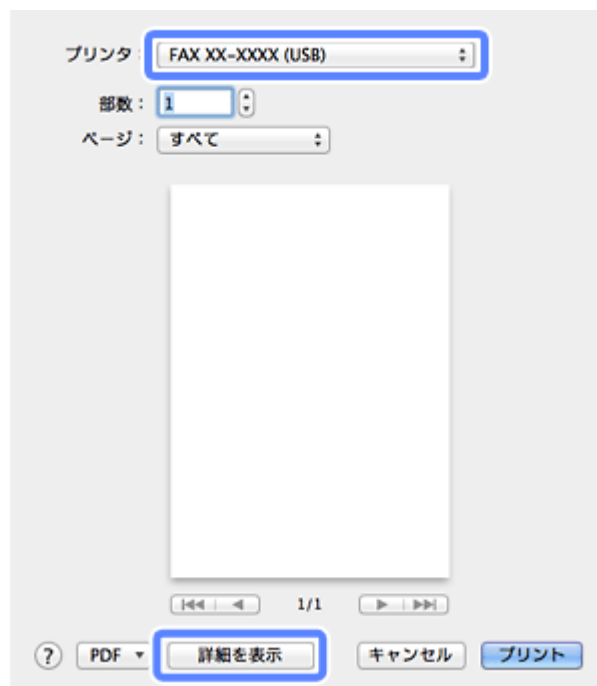 プリンタ： FAX XX-XXXX (USB)
部数： 1
ページ： すべて
1/1
? PDF 詳細を表示 キャンセル プリント